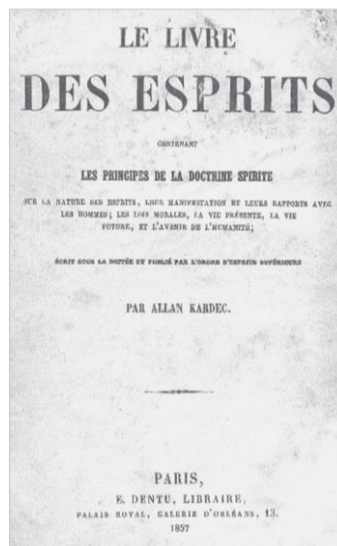 LE LIVRE
DES ESPRITS
CONTENANT
LES PRINCIPES DE LA DOCTRINE SPIRITE
SUR LA NATURE DES ESPRITS, LEUR MANIFESTATION ET LEURS RAPPORTS AVEC
LES HOMMES; LES LOIS MORALES, LA VIE PRÉSENTE, LA VIE
FUTURE, ET L'AVENIR DE L'HUMANITÉ;
ÉCRIT SOUS LA DICTÉE ET PUBLIÉ PAR L'ORDRE D'ESPRITS SUPÉRIEURS
PAR ALLAN KARDEC.
PARIS,
E. DENTU, LIBRAIRE,
PALAIS ROYAL, GALERIE D'ORLÉANS, 13.
1857